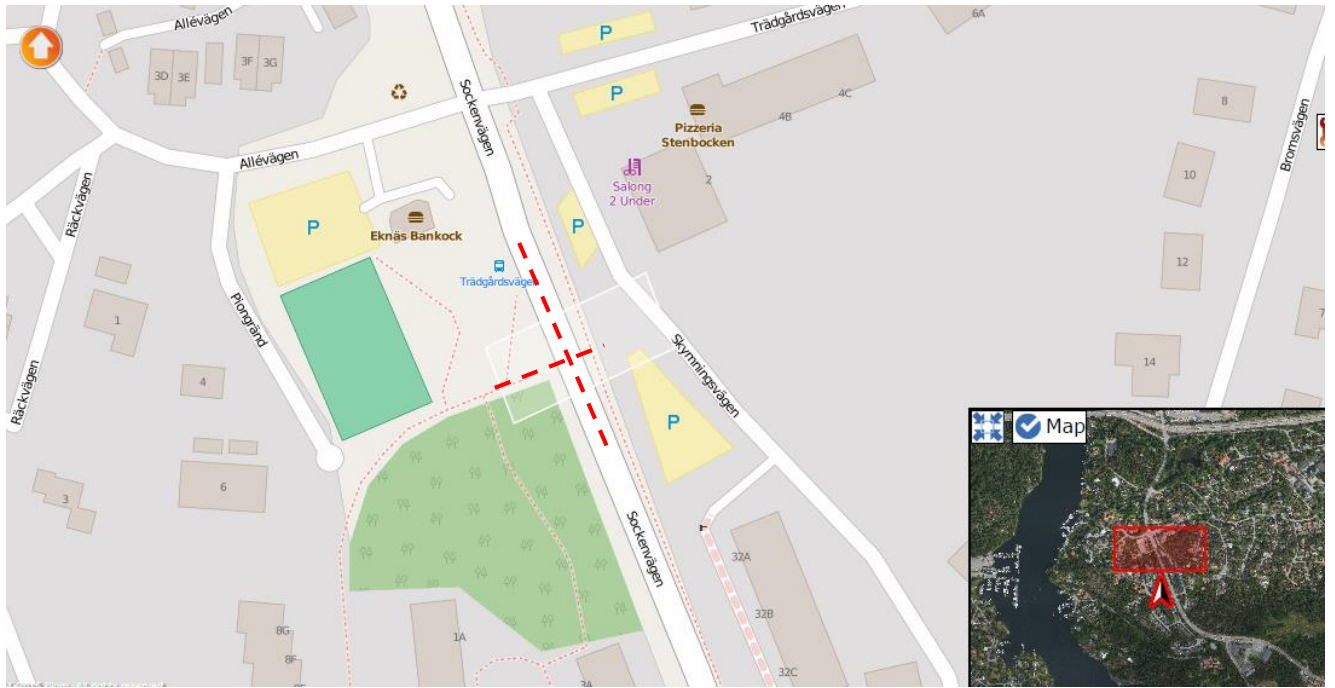 Allévägen
Trädgårdsvägen
6A
3D
3E
3F
3G
P
Sockenvägen
P
4C
4B
8
Pizzeria
Stenbocken
Bromsvägen
Allévägen
Salong
2 Under
2
10
Räckvägen
P
Eknäs Bankock
P
12
Trädgårdsvägen
Piongränd
1
7
Skymningsvägen
14
4
Räckvägen
P
Map
6
3
Sockenvägen
32A
32B
8G
8F
1A
3A
32C